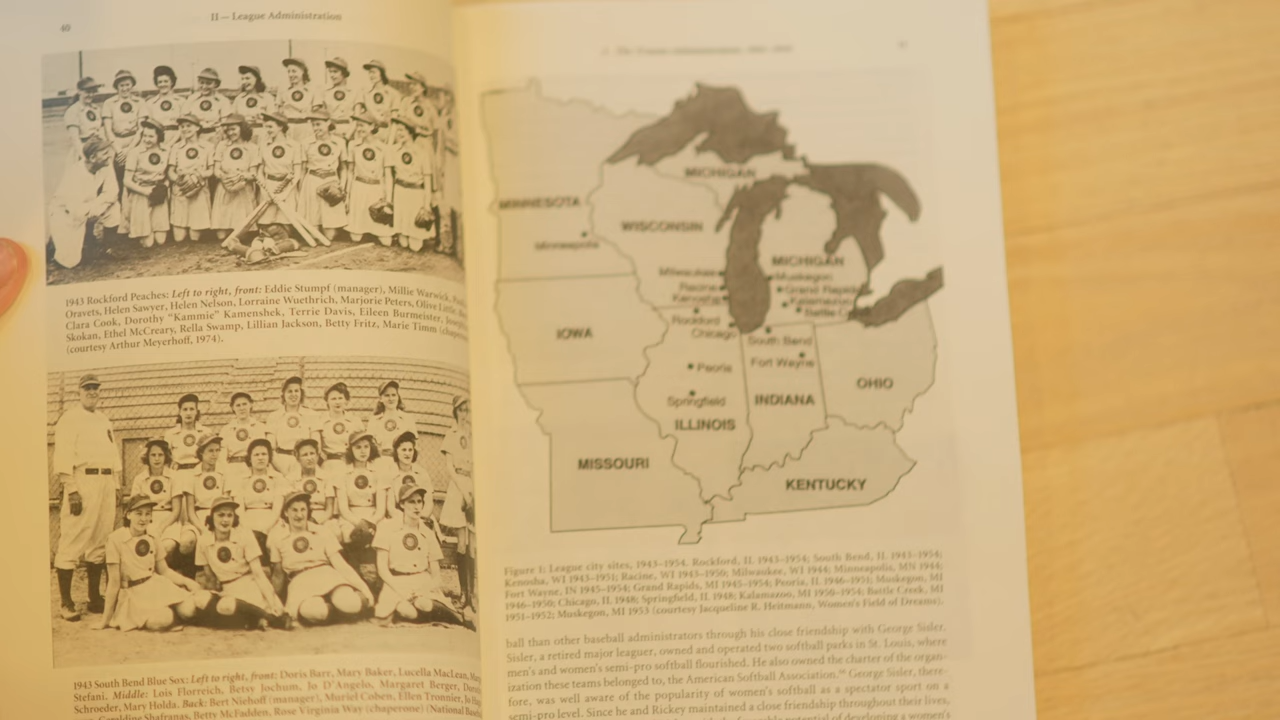 60
II — League Administration
1943 Rockford Peaches: Left to right, front: Eddie Stumpf (manager), Millie Warwick,
Oravets, Helen Sawyer, Helen Nelson, Lorraine Wuethrich, Marjorie Peters, Olive Little,
Clara Cook, Dorothy "Kammie" Kamenshek, Terrie Davis, Eileen Burmeister,
Skokan, Ethel McCreary, Rella Swamp, Lillian Jackson, Betty Fritz, Marie Timm
(courtesy Arthur Meyerhoff, 1974).
1943 South Bend Blue Sox: Left to right, front: Doris Barr, Mary Baker, Lucella MacLean,
Stefani. Middle: Lois Florreich, Betsy Jochum, Jo D'Angelo, Margaret Berger,
Schroeder, Mary Holda. Back: Bert Niehoff (manager), Muriel Coben, Ellen Tronnier,
Geraldine Shafranas, Betty McFadden, Rose Virginia Way (chaperone)
MICHIGAN
MINNESOTA
WISCONSIN
Minneapolis
MICHIGAN
Milwaukee
Muskegon
Racine
Grand Rapids
Kenosha
Kalamazoo
Battle Creek
Rockford
Chicago
South Bend
IOWA
Fort Wayne
Peoria
OHIO
Springfield
INDIANA
ILLINOIS
MISSOURI
KENTUCKY
Figure 1: League city sites, 1943–1954. Rockford, IL 1943–1954; South Bend, IL 1943–1954;
Kenosha, WI 1943–1951; Racine, WI 1943–1950; Milwaukee, WI 1944; Minneapolis, MN 1944;
Fort Wayne, IN 1945–1954; Grand Rapids, MI 1945–1954; Peoria, IL 1946–1951; Muskegon, MI
1946–1950; Chicago, IL 1948; Springfield, IL 1948; Kalamazoo, MI 1950–1954; Battle Creek, MI
1951–1952; Muskegon, MI 1953 (courtesy Jacqueline R. Heitmann, Women's Field of Dreams).
ball than other baseball administrators through his close friendship with George Sisler.
Sisler, a retired major leaguer, owned and operated two softball parks in St. Louis, where
men's and women's semi-pro softball flourished. He also owned the charter of the organ-
ization these teams belonged to, the American Softball Association. George Sisler, there-
fore, was well aware of the popularity of women's softball as a spectator sport on a
semi-pro level. Since he and Rickey maintained a close friendship throughout their lives,
potential of developing a women's